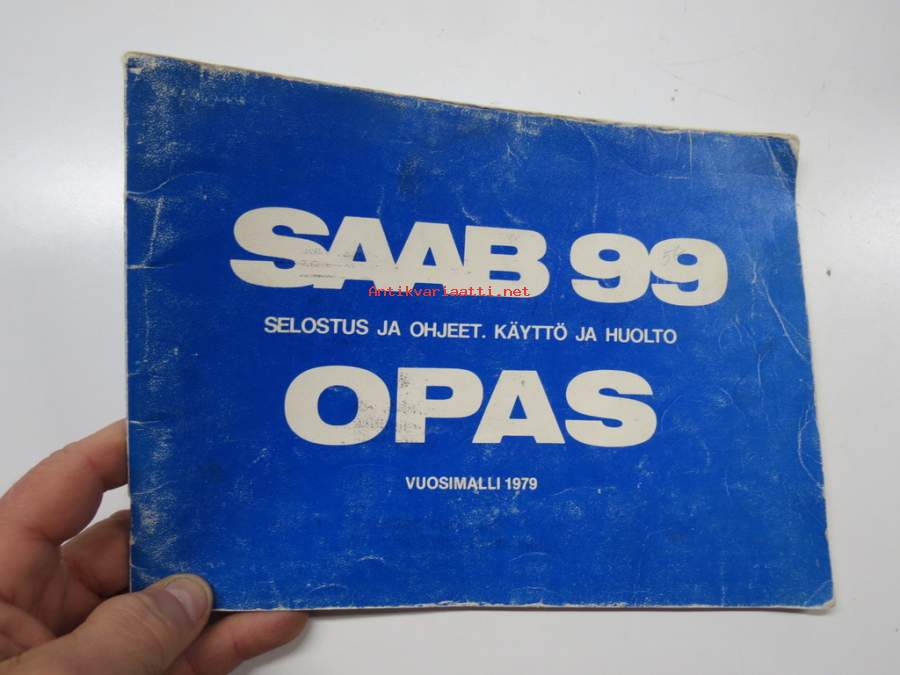 SAAB 99
Antikvariaatti.net
SELOSTUS JA OHJEET. KÄYTTÖ JA HUOLTO
OPAS
VUOSIMALLI 1979